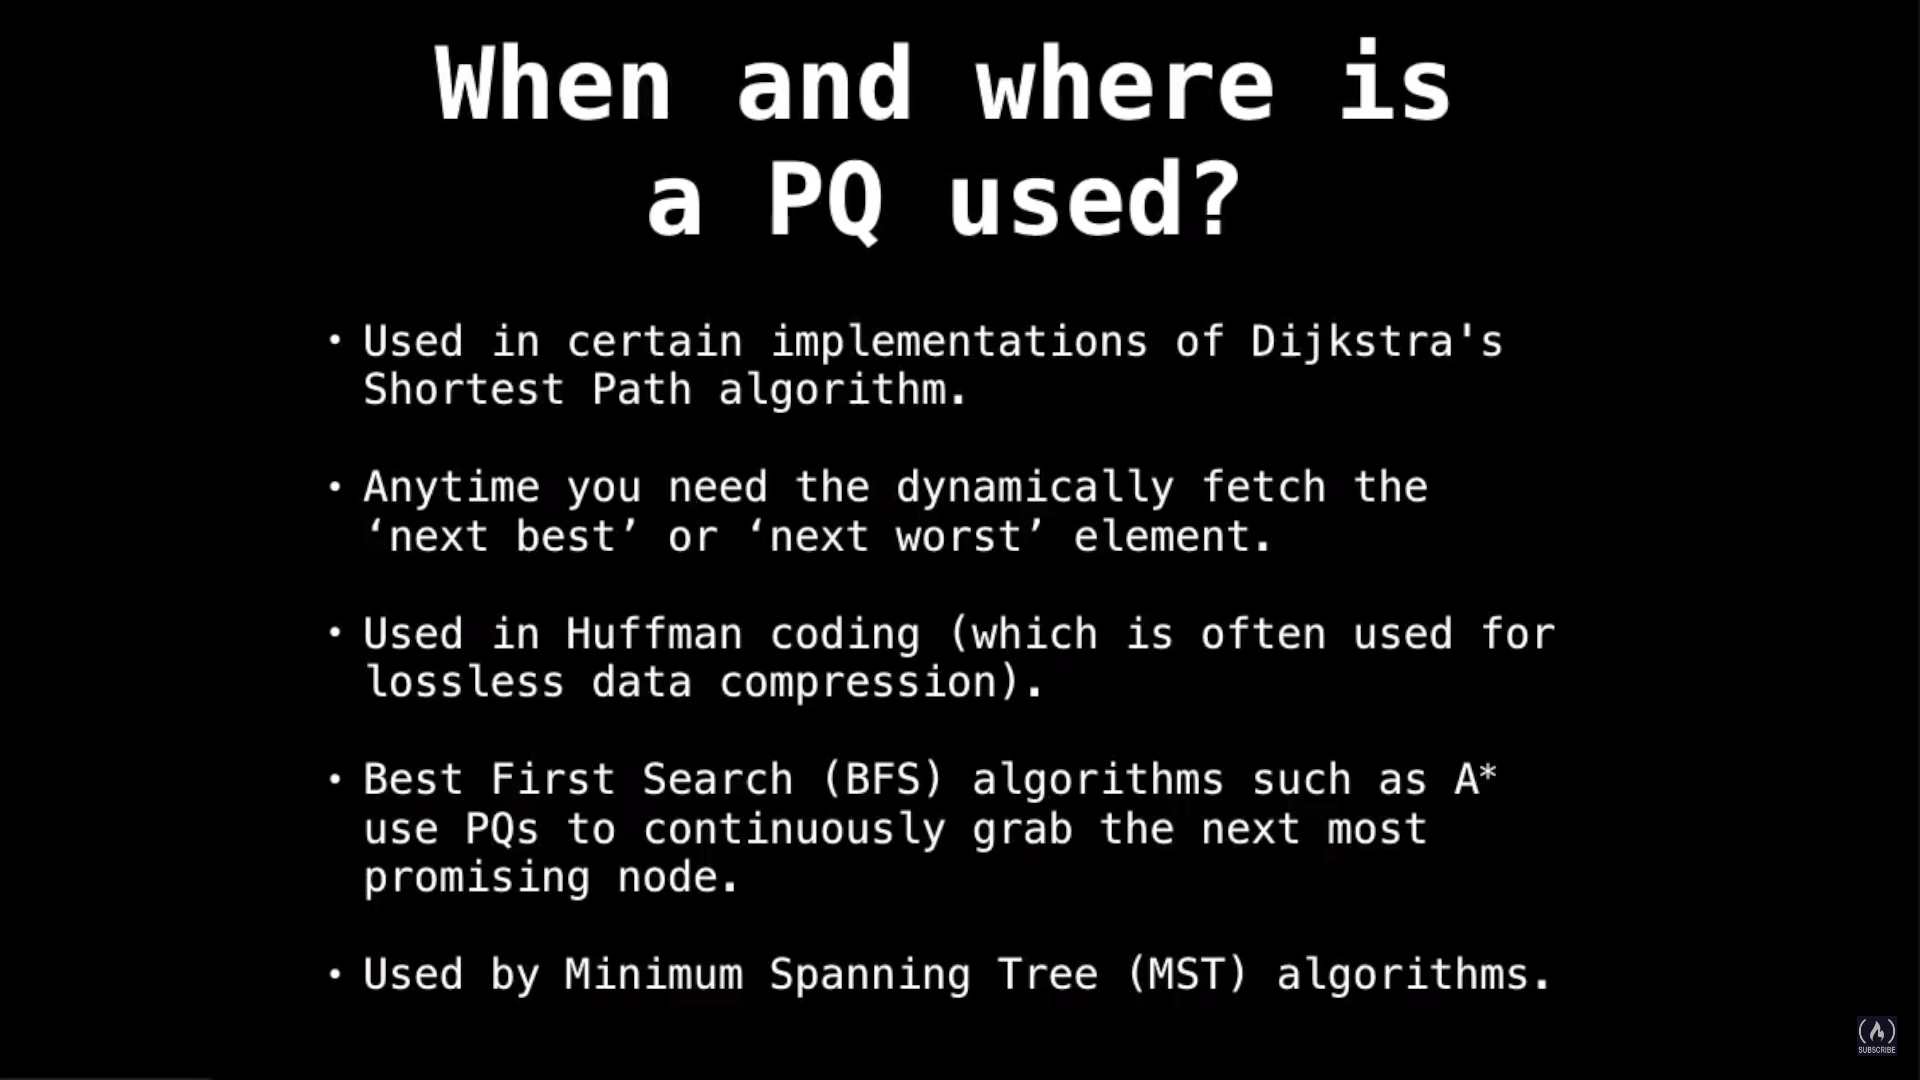 When and where is
a PQ used?
• Used in certain implementations of Dijkstra's
Shortest Path algorithm.
• Anytime you need the dynamically fetch the
‘next best’ or ‘next worst’ element.
• Used in Huffman coding (which is often used for
lossless data compression).
• Best First Search (BFS) algorithms such as A*
use PQs to continuously grab the next most
promising node.
• Used by Minimum Spanning Tree (MST) algorithms.
SUBSCRIBE